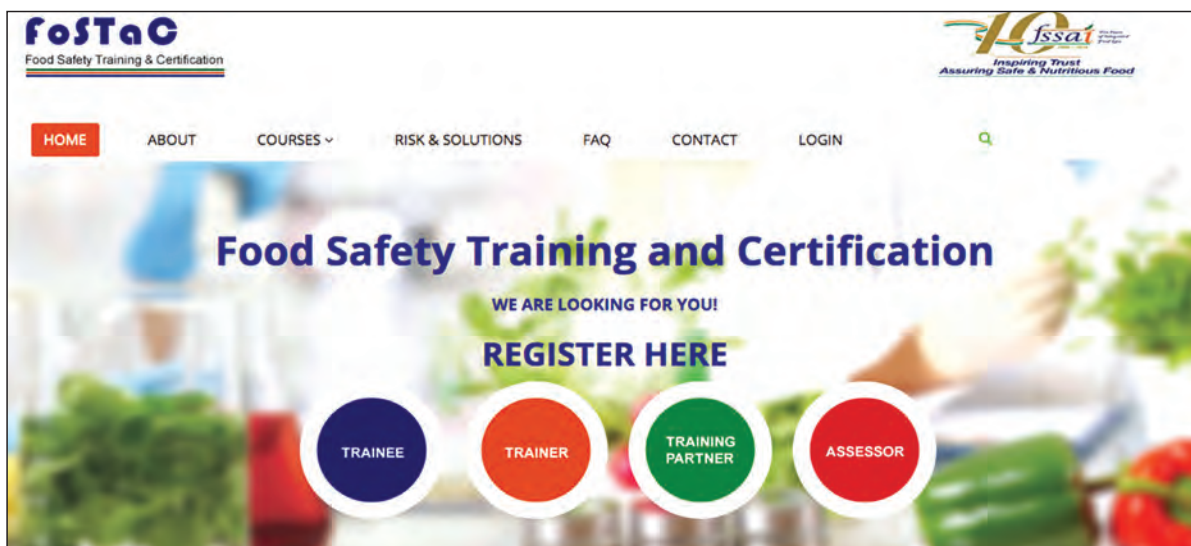 FoSTaC
Food Safety Training & Certification
10 fssai
Inspiring Trust
Assuring Safe & Nutritious Food
HOME ABOUT COURSES RISK & SOLUTIONS FAQ CONTACT LOGIN
Food Safety Training and Certification
WE ARE LOOKING FOR YOU!
REGISTER HERE
TRAINEE
TRAINER
TRAINING
PARTNER
ASSESSOR